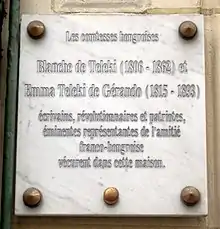 Les comtesses hongroises
Blanche de Teleki (1806 - 1862) et
Emma Teleki de Gérando (1815 - 1893)
écrivains, révolutionnaires et patriotes,
éminentes représentantes de l'amitié
franco-hongroise
vécurent dans cette maison.